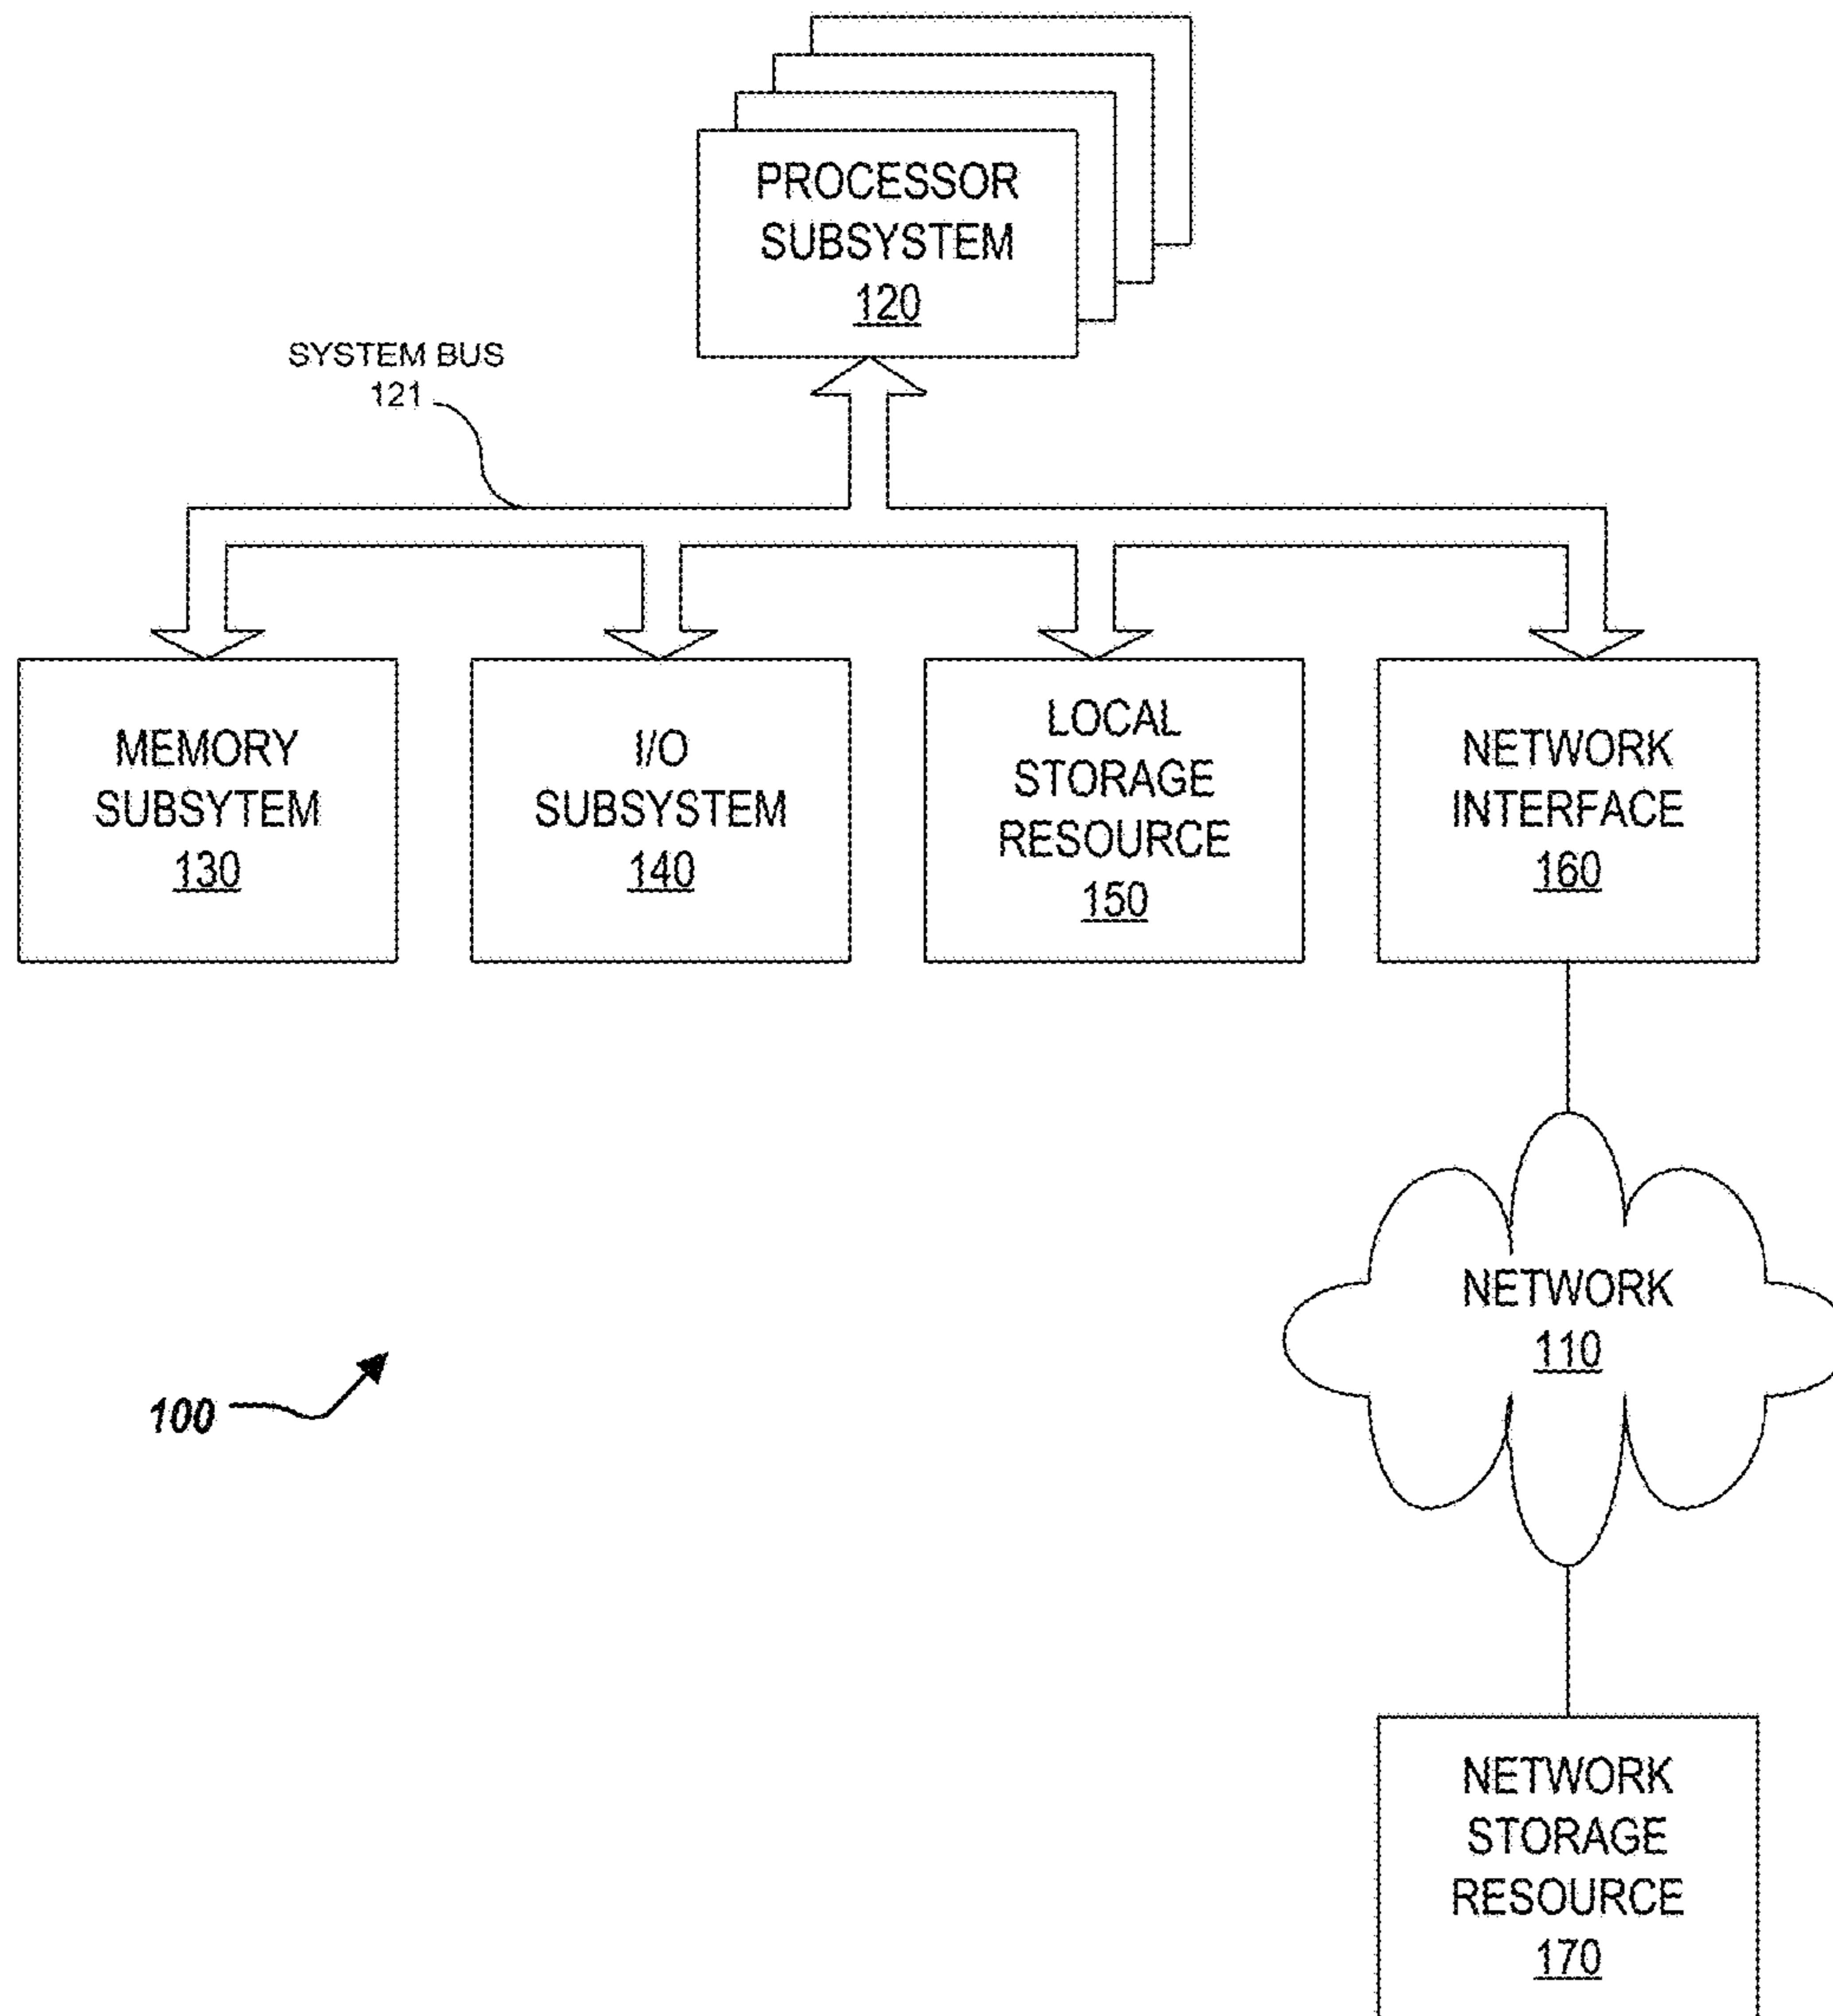 PROCESSOR
SUBSYSTEM
120
SYSTEM BUS
121
MEMORY
SUBSYTEM
130
I/O
SUBSYSTEM
140
LOCAL
STORAGE
RESOURCE
150
NETWORK
INTERFACE
160
NETWORK
110
100
NETWORK
STORAGE
RESOURCE
170